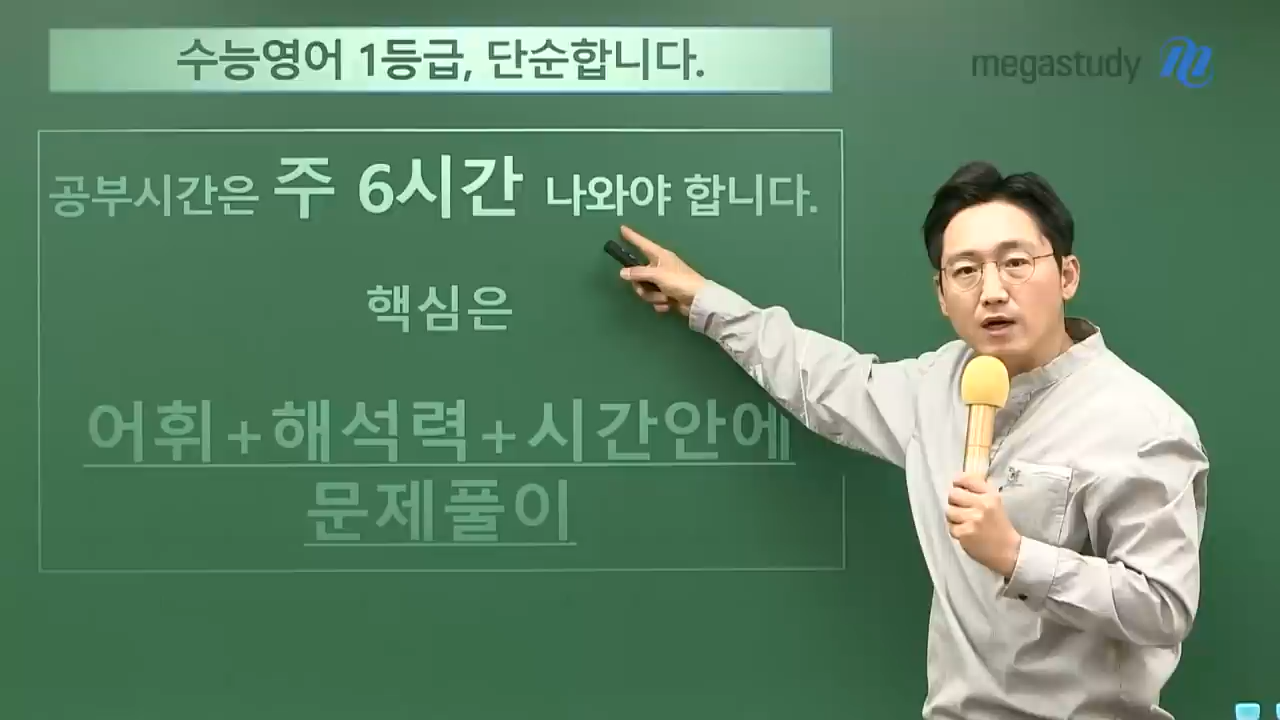 수능영어 1등급, 단순합니다.
megastudy
공부시간은 주 6시간 나와야 합니다.
핵심은
어휘+해석력+시간안에
문제풀이